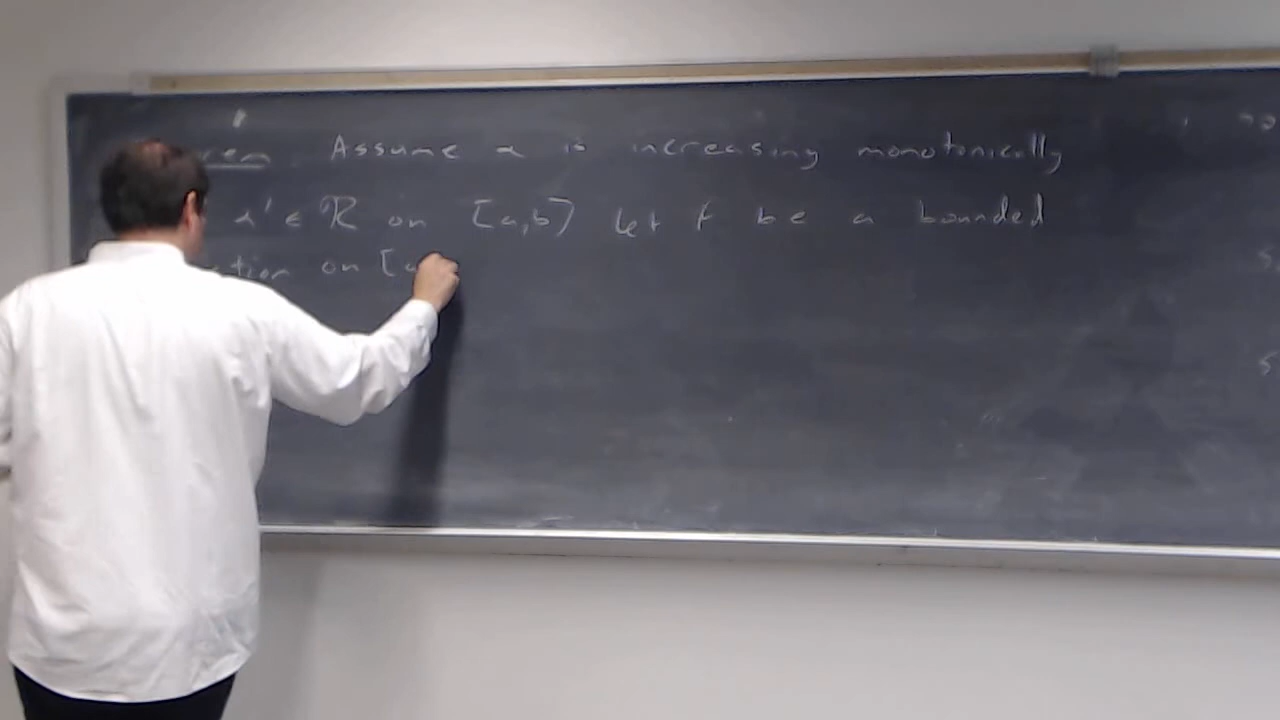 Assume α is increasing monotonically
α' ∈ ℛ on [a,b] let f be a bounded
on [a